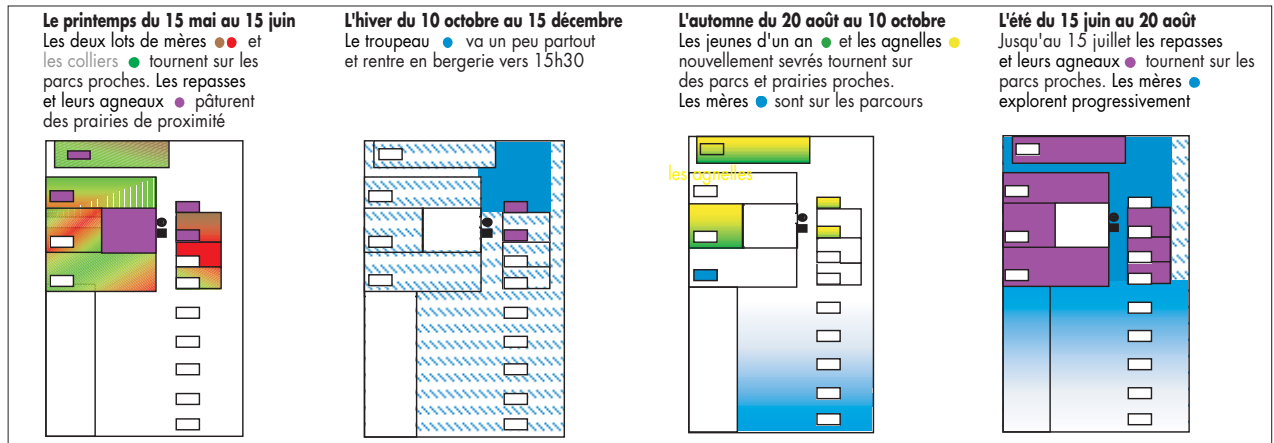 Le printemps du 15 mai au 15 juin
Les deux lots de mères et
les colliers tournent sur les
parcs proches. Les repasses
et leurs agneaux pâturent
des prairies de proximité
L'hiver du 10 octobre au 15 décembre
Le troupeau va un peu partout
et rentre en bergerie vers 15h30
L'automne du 20 août au 10 octobre
Les jeunes d'un an et les agnelles
nouvellement sevrés tournent sur
des parcs et prairies proches.
Les mères sont sur les parcours
les agnelles
L'été du 15 juin au 20 août
Jusqu'au 15 juillet les repasses
et leurs agneaux tournent sur les
parcs proches. Les mères
explorent progressivement